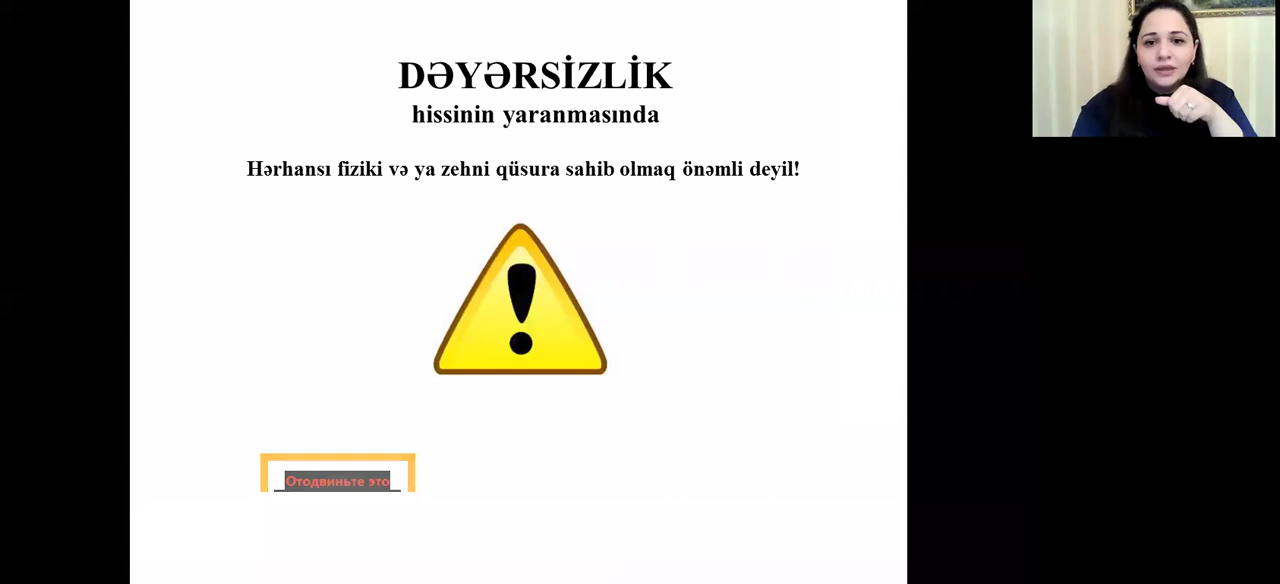 DƏYƏRSİZLİK
hissinin yaranmasında
Hərhansı fiziki və ya zehni qüsura sahib olmaq önəmli deyil!
Отодвиньте это